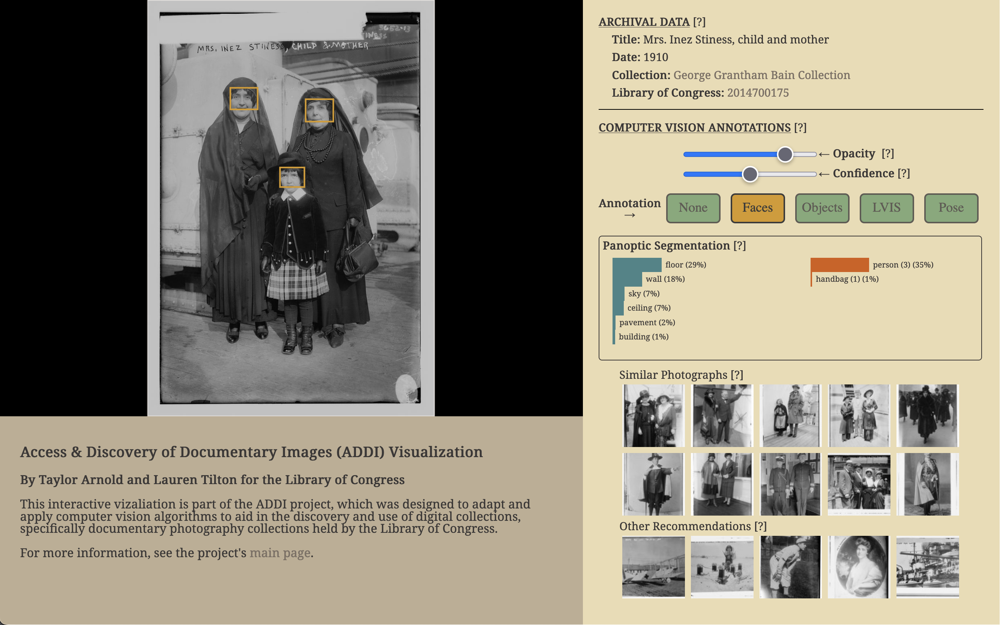 3652-13
TINESS
MRS. INEZ STINESS, CHILD & MOTHER
Access & Discovery of Documentary Images (ADDI) Visualization
By Taylor Arnold and Lauren Tilton for the Library of Congress
This interactive vizaliation is part of the ADDI project, which was designed to adapt and
apply computer vision algorithms to aid in the discovery and use of digital collections,
specifically documentary photography collections held by the Library of Congress.
For more information, see the project's main page.
ARCHIVAL DATA [?]
Title: Mrs. Inez Stiness, child and mother
Date: 1910
Collection: George Grantham Bain Collection
Library of Congress: 2014700175
COMPUTER VISION ANNOTATIONS [?]
← Opacity [?]
← Confidence [?]
Annotation → None Faces Objects LVIS Pose
Panoptic Segmentation [?]
floor (29%)
wall (18%)
sky (7%)
ceiling (7%)
pavement (2%)
building (1%)
person (3) (35%)
handbag (1) (1%)
Similar Photographs [?]
Other Recommendations [?]